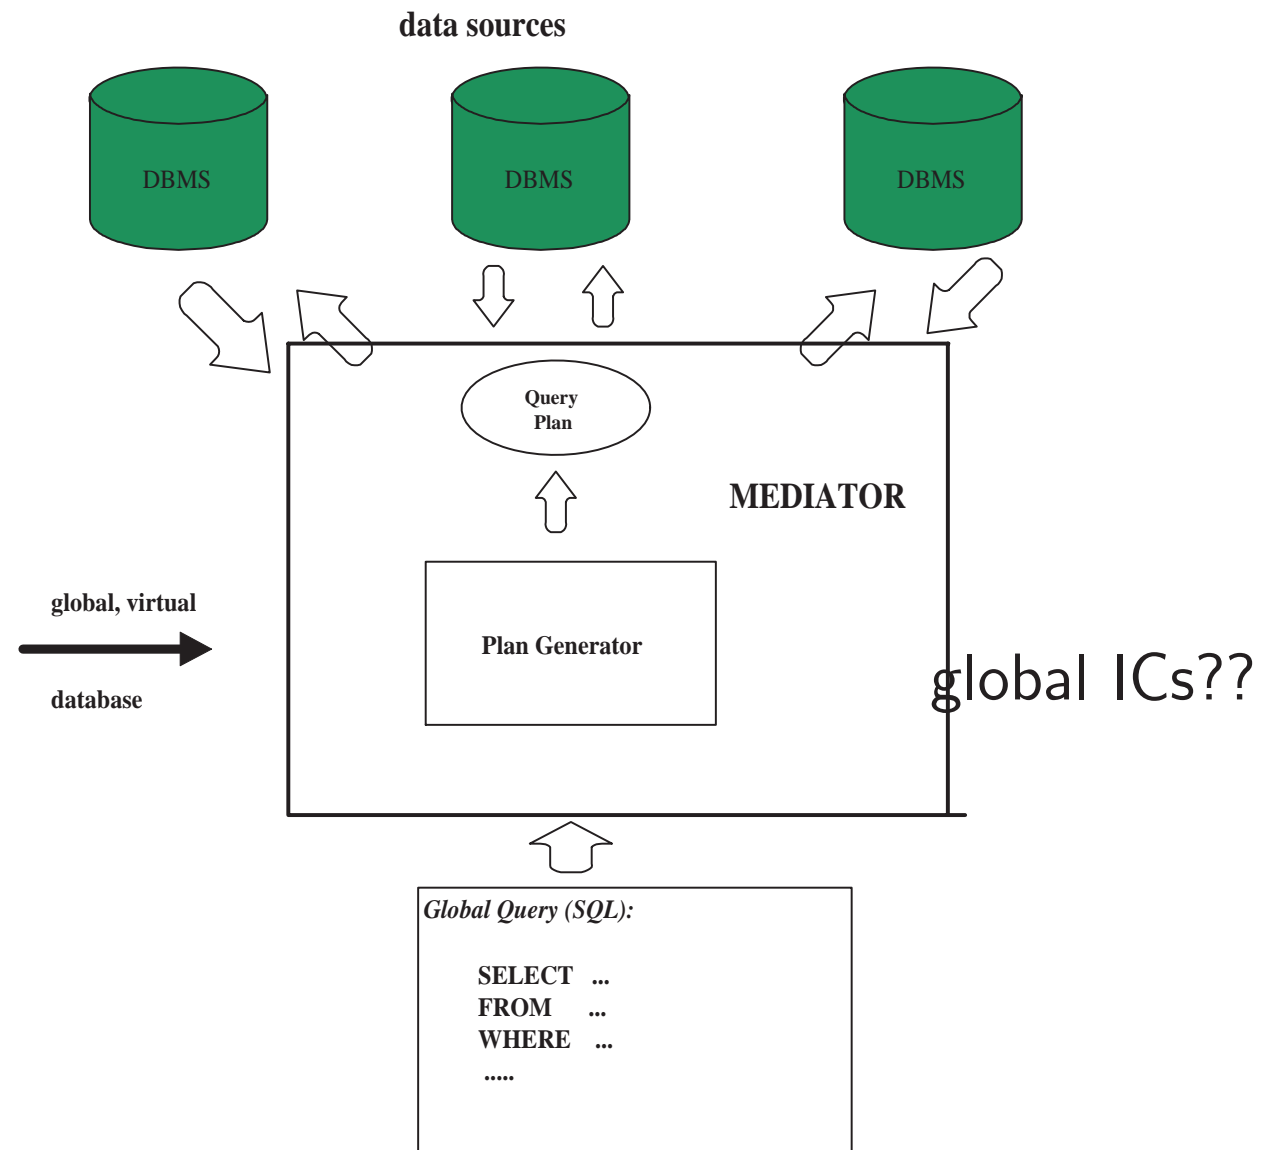 data sources
DBMS
DBMS
DBMS
Query
Plan
MEDIATOR
global, virtual
Plan Generator
global ICs??
database
Global Query (SQL):
SELECT ...
FROM ...
WHERE ...
.....